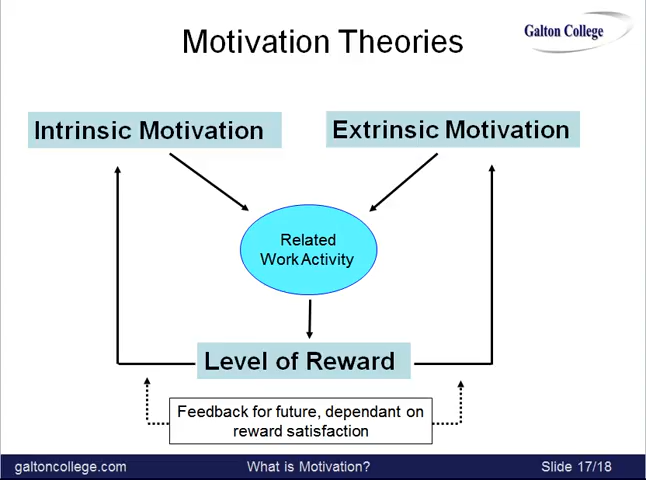 Galton College
Motivation Theories
Intrinsic Motivation
Extrinsic Motivation
Related
Work Activity
Level of Reward
Feedback for future, dependant on
reward satisfaction
galtoncollege.com
What is Motivation?
Slide 17/18